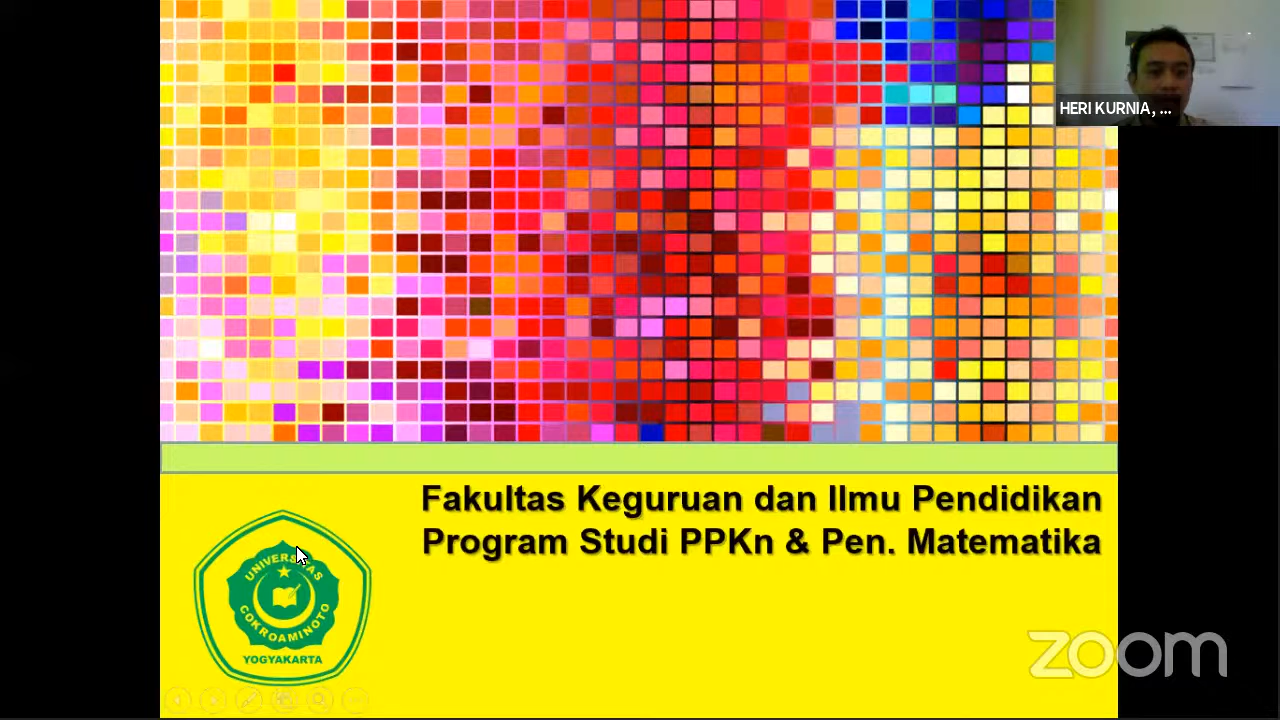 HERI KURNIA, ...
Fakultas Keguruan dan Ilmu Pendidikan
Program Studi PPKn & Pen. Matematika
UNIVERSITAS
COKROAMINOTO
YOGYAKARTA
zoom